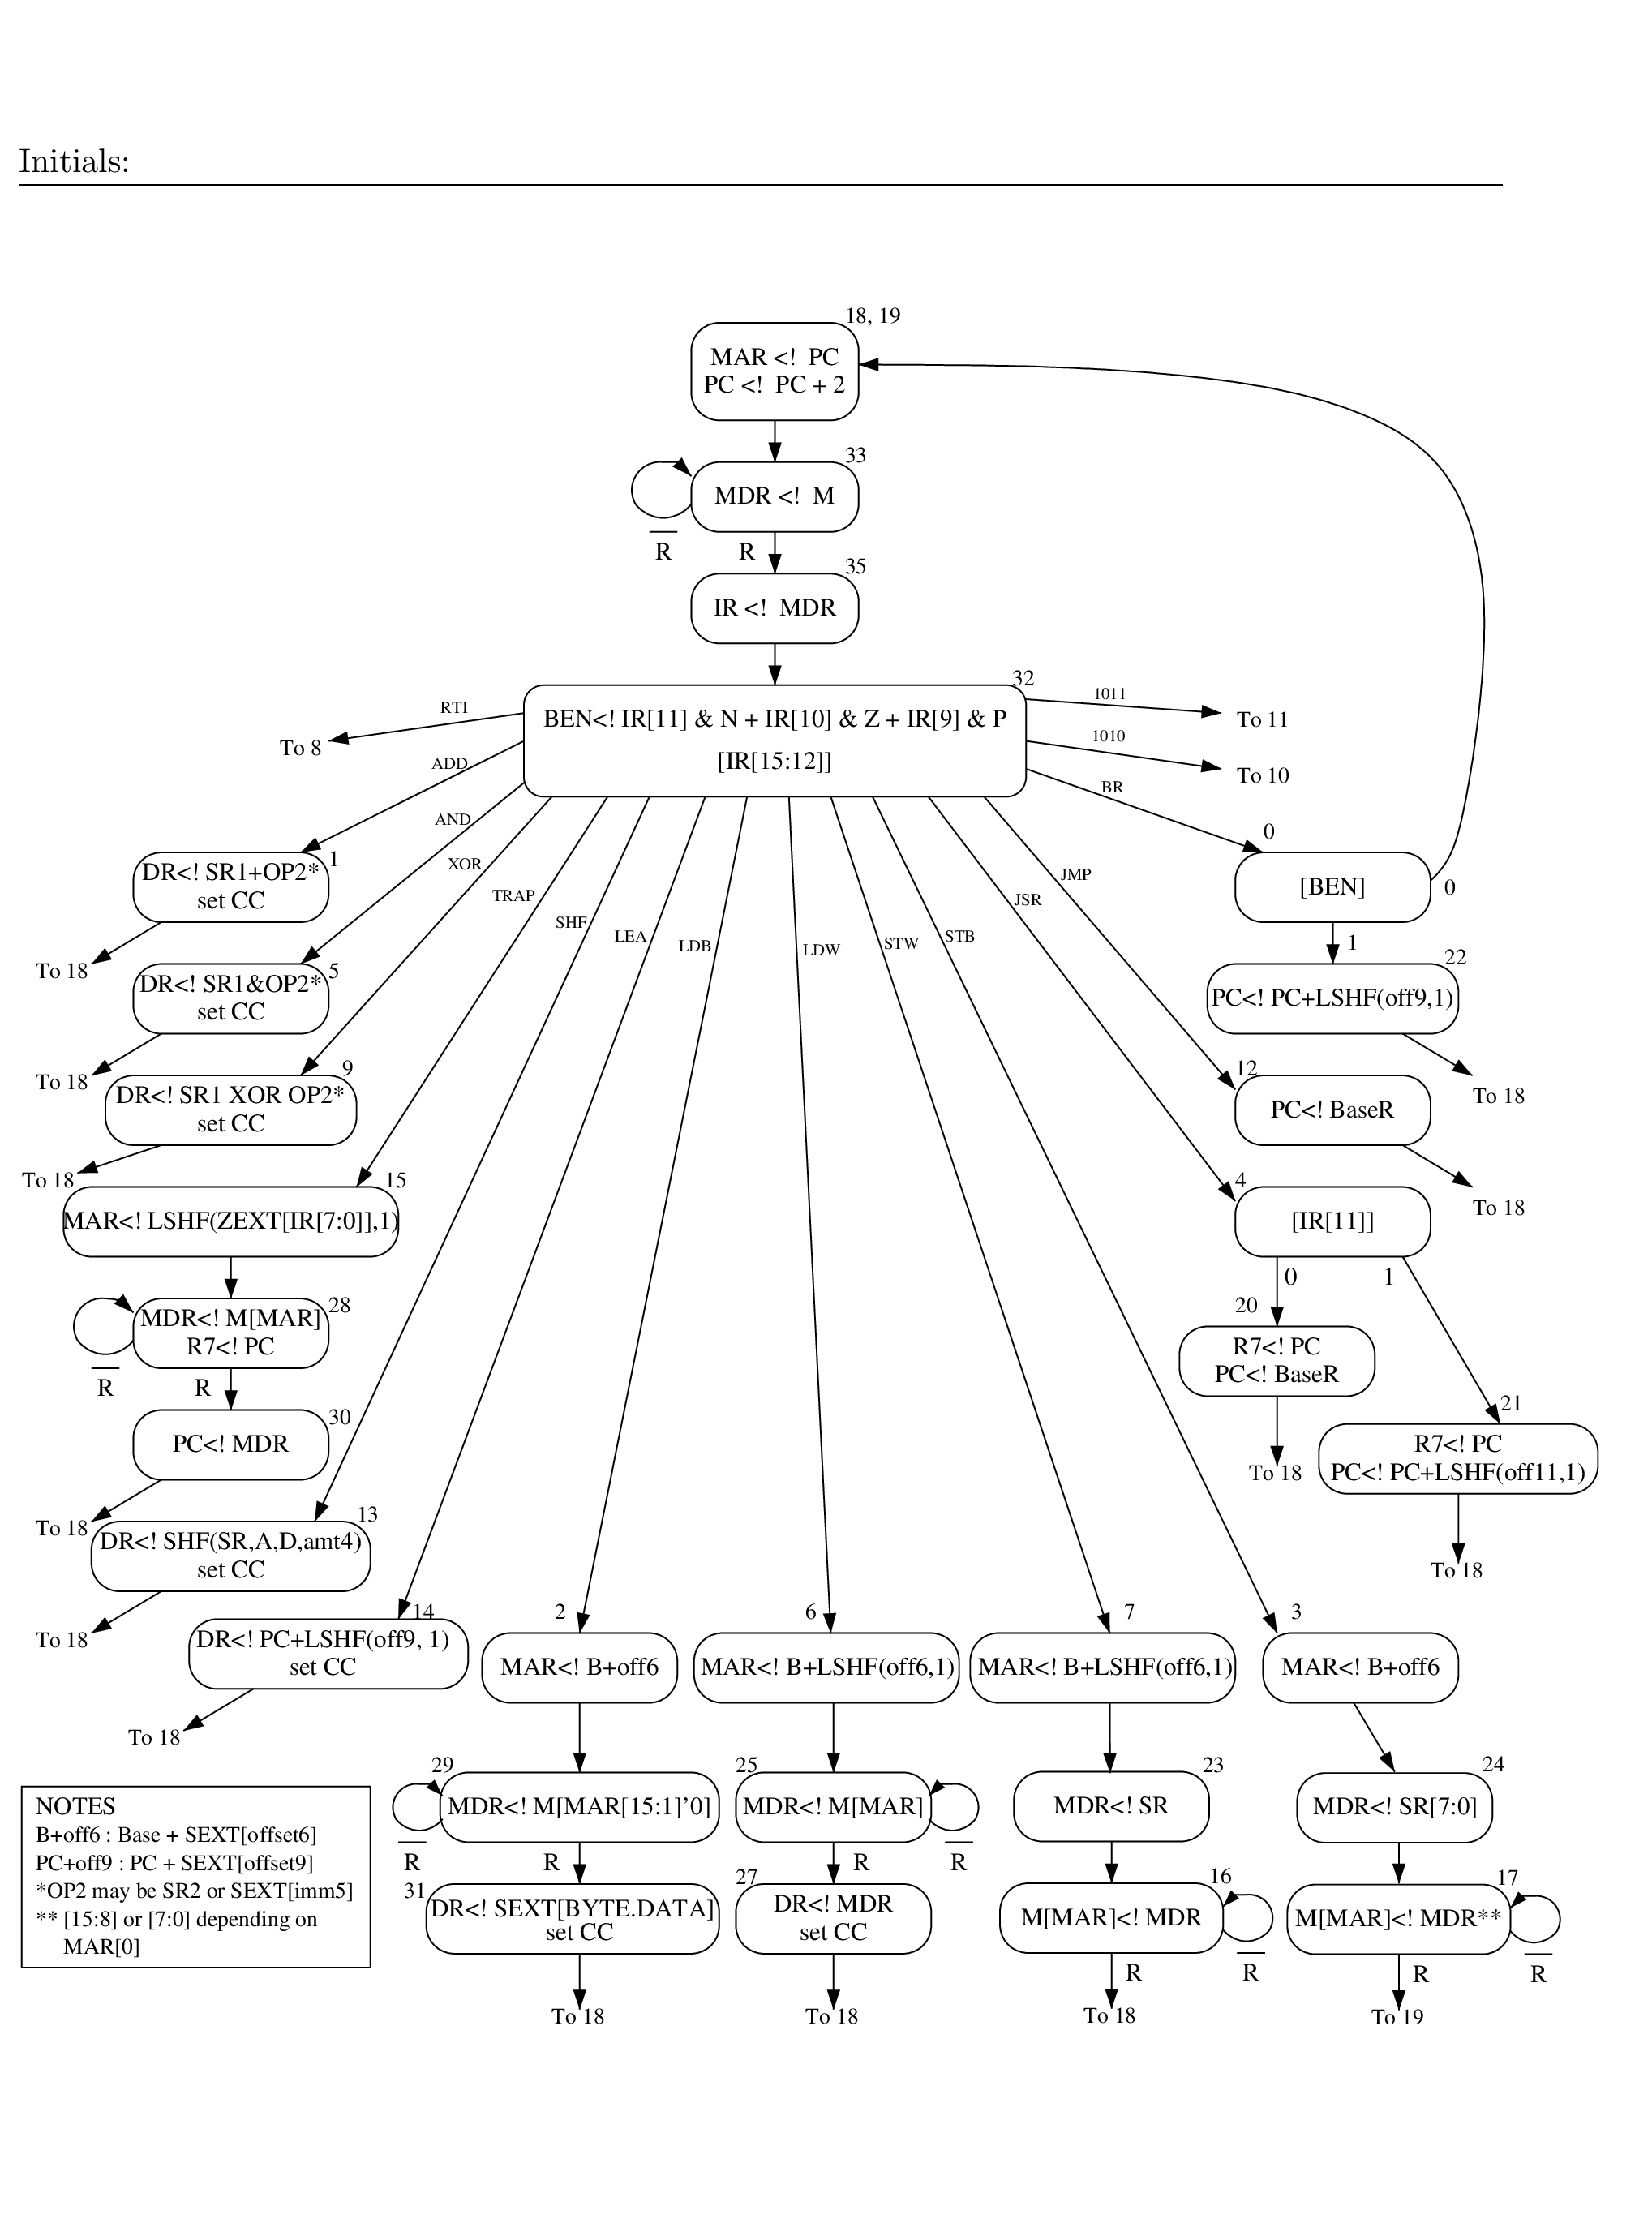 Initials:
18, 19
MAR <! PC
PC <! PC + 2
33
MDR <! M
R
R
35
IR <! MDR
32
BEN<! IR[11] & N + IR[10] & Z + IR[9] & P
[IR[15:12]]
RTI
To 8
1011
To 11
1010
To 10
ADD
AND
XOR
TRAP
SHF
LEA
LDB
LDW
STW
STB
JSR
JMP
BR
0
[BEN]
0
1
1
DR<! SR1+OP2*
set CC
To 18
5
DR<! SR1&OP2*
set CC
To 18
22
PC<! PC+LSHF(off9,1)
To 18
9
DR<! SR1 XOR OP2*
set CC
To 18
12
PC<! BaseR
To 18
15
MAR<! LSHF(ZEXT[IR[7:0]],1)
4
[IR[11]]
0
1
28
MDR<! M[MAR]
R7<! PC
R
R
20
R7<! PC
PC<! BaseR
To 18
30
PC<! MDR
To 18
21
R7<! PC
PC<! PC+LSHF(off11,1)
To 18
13
DR<! SHF(SR,A,D,amt4)
set CC
To 18
14
DR<! PC+LSHF(off9, 1)
set CC
To 18
2
MAR<! B+off6
6
MAR<! B+LSHF(off6,1)
7
MAR<! B+LSHF(off6,1)
3
MAR<! B+off6
29
MDR<! M[MAR[15:1]'0]
R
R
25
MDR<! M[MAR]
R
R
23
MDR<! SR
24
MDR<! SR[7:0]
31
DR<! SEXT[BYTE.DATA]
set CC
To 18
27
DR<! MDR
set CC
To 18
16
M[MAR]<! MDR
R
R
To 18
17
M[MAR]<! MDR**
R
R
To 19
NOTES
B+off6 : Base + SEXT[offset6]
PC+off9 : PC + SEXT[offset9]
*OP2 may be SR2 or SEXT[imm5]
** [15:8] or [7:0] depending on
MAR[0]